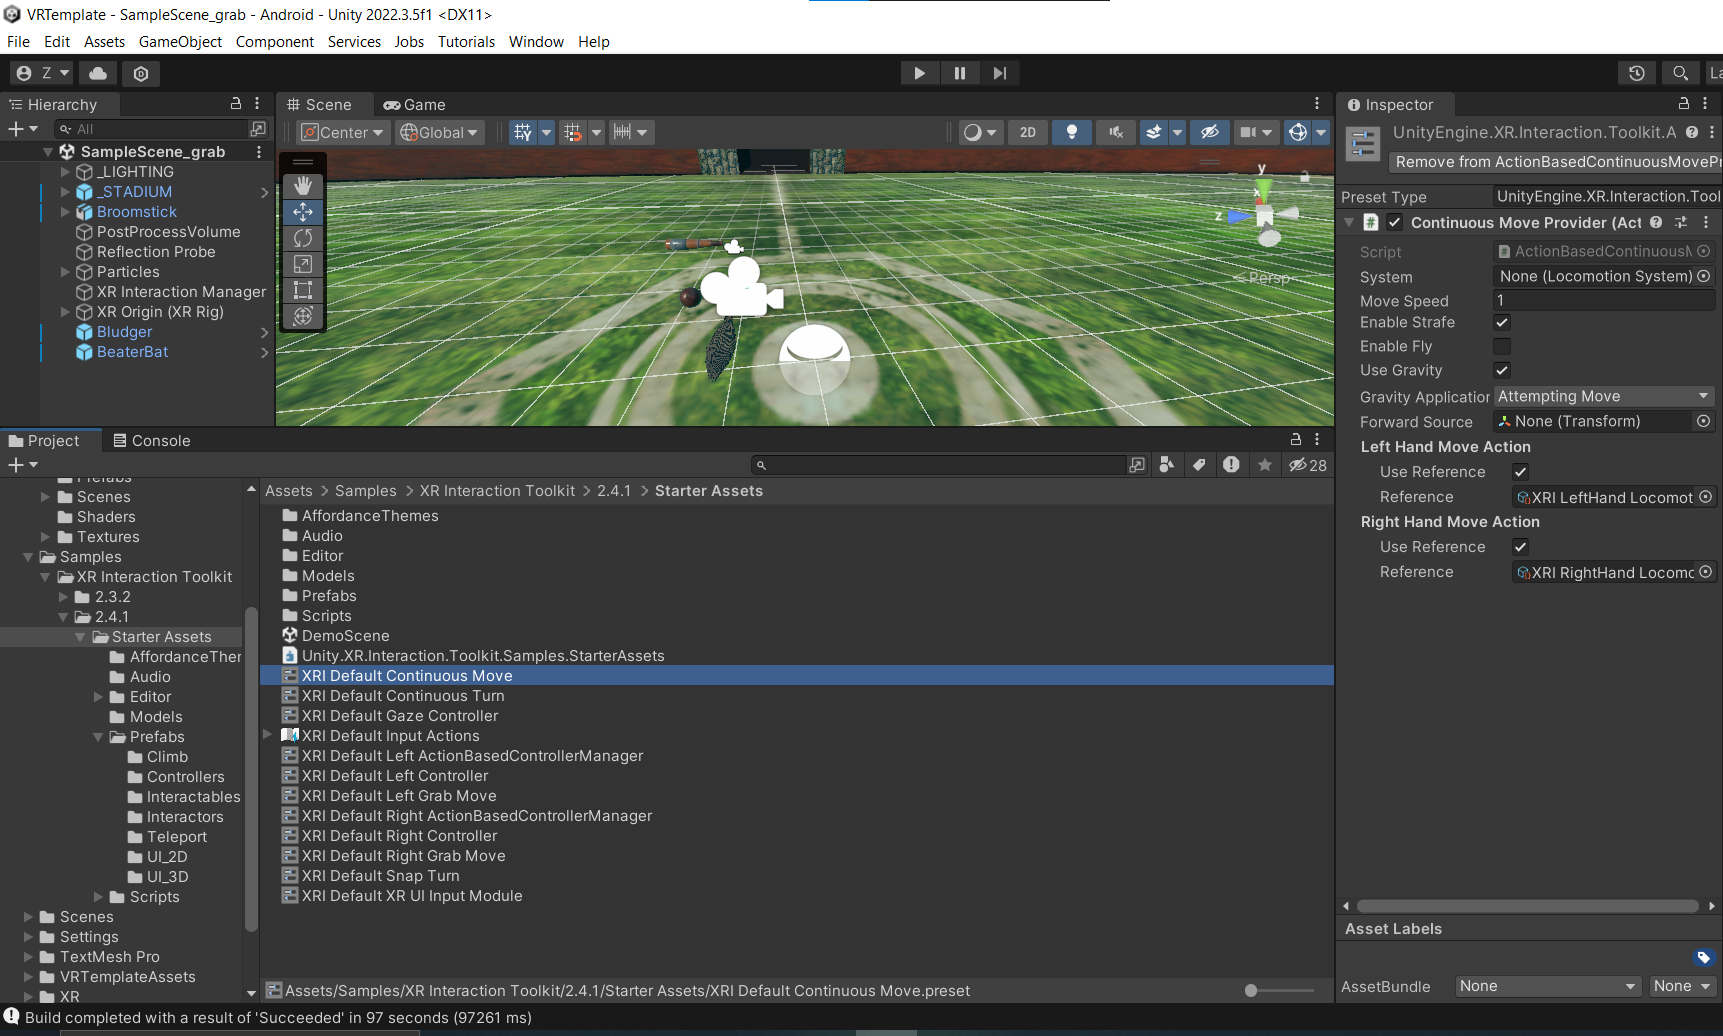 VRTemplate - SampleScene_grab - Android - Unity 2022.3.5f1 <DX11>
File Edit Assets GameObject Component Services Jobs Tutorials Window Help
Z
Hierarchy
All
SampleScene_grab
_LIGHTING
_STADIUM
Broomstick
PostProcessVolume
Reflection Probe
Particles
XR Interaction Manager
XR Origin (XR Rig)
Bludger
BeaterBat
Scene Game
Center Global 2D
y
x
z
Persp
Inspector
UnityEngine.XR.Interaction.Toolkit.A
Remove from ActionBasedContinuousMovePr
Preset Type UnityEngine.XR.Interaction.Tool
Continuous Move Provider (Act
Script ActionBasedContinuousM
System None (Locomotion System)
Move Speed 1
Enable Strafe
Enable Fly
Use Gravity
Gravity Application Attempting Move
Forward Source None (Transform)
Left Hand Move Action
Use Reference
Reference XRI LeftHand Locomot
Right Hand Move Action
Use Reference
Reference XRI RightHand Locomo
Asset Labels
AssetBundle None None
Project Console
28
Prefabs
Scenes
Shaders
Textures
Samples
XR Interaction Toolkit
2.3.2
2.4.1
Starter Assets
AffordanceTher
Audio
Editor
Models
Prefabs
Climb
Controllers
Interactables
Interactors
Teleport
UI_2D
UI_3D
Scripts
Scenes
Settings
TextMesh Pro
VRTemplateAssets
XR
Assets > Samples > XR Interaction Toolkit > 2.4.1 > Starter Assets
AffordanceThemes
Audio
Editor
Models
Prefabs
Scripts
DemoScene
Unity.XR.Interaction.Toolkit.Samples.StarterAssets
XRI Default Continuous Move
XRI Default Continuous Turn
XRI Default Gaze Controller
XRI Default Input Actions
XRI Default Left ActionBasedControllerManager
XRI Default Left Controller
XRI Default Left Grab Move
XRI Default Right ActionBasedControllerManager
XRI Default Right Controller
XRI Default Right Grab Move
XRI Default Snap Turn
XRI Default XR UI Input Module
Assets/Samples/XR Interaction Toolkit/2.4.1/Starter Assets/XRI Default Continuous Move.preset
Build completed with a result of 'Succeeded' in 97 seconds (97261 ms)